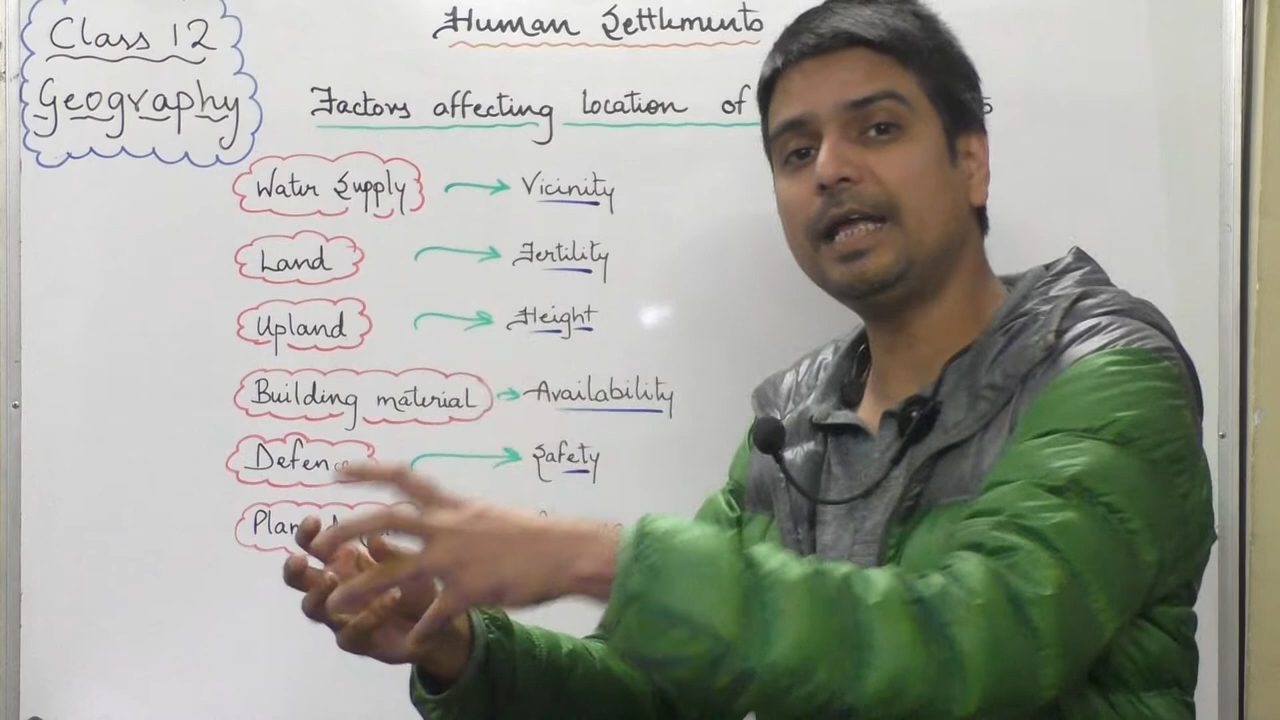 Class 12
Geography
Human Settlements
Factors affecting location of
Water Supply → Vicinity
Land → Fertility
Upland → Height
Building material → Availability
Defence → Safety